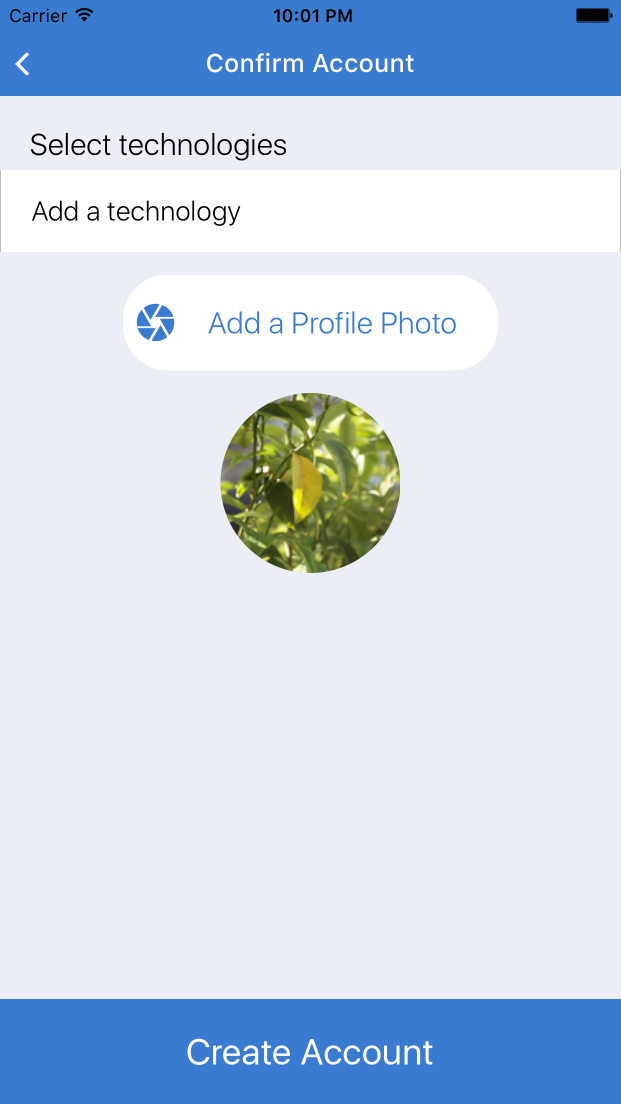 Carrier 10:01 PM
Confirm Account
Select technologies
Add a technology
Add a Profile Photo
Create Account